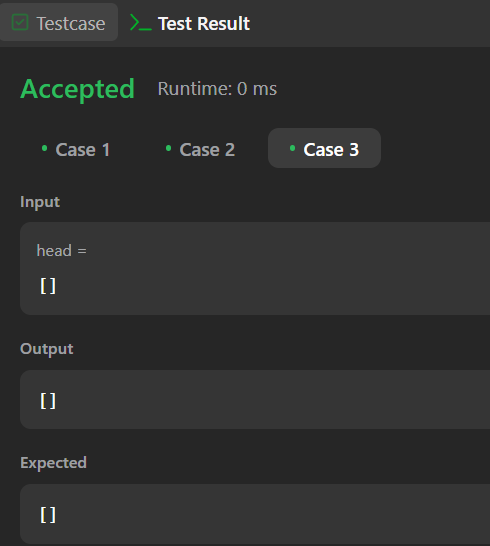 Testcase Test Result
Accepted Runtime: 0 ms
• Case 1 • Case 2 • Case 3
Input
head =
[]
Output
[]
Expected
[]